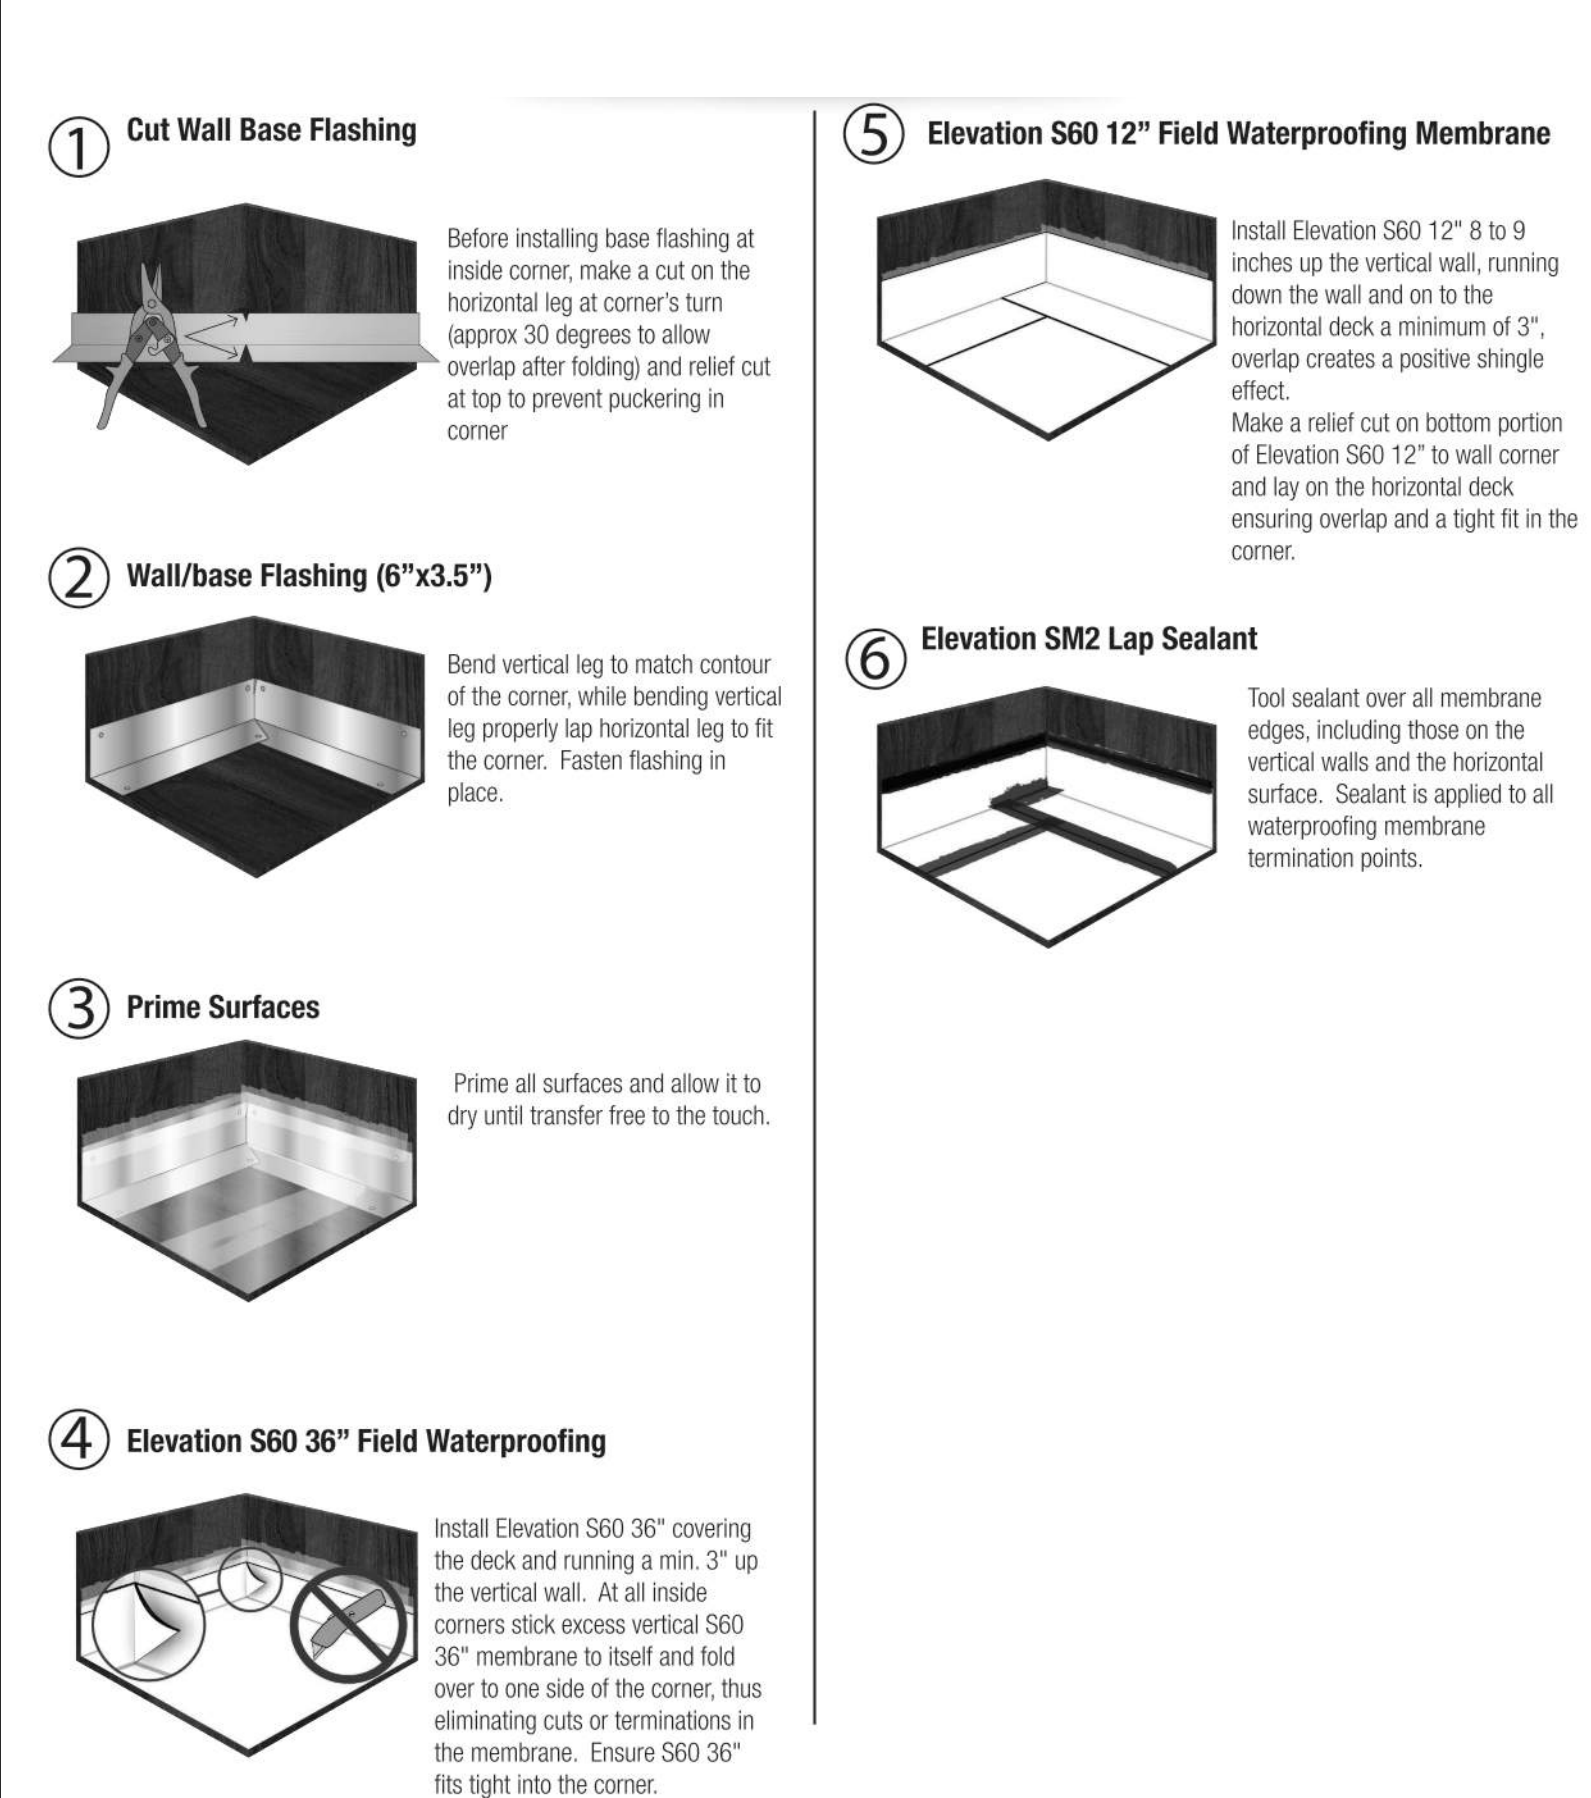 1
Cut Wall Base Flashing
Before installing base flashing at
inside corner, make a cut on the
horizontal leg at corner's turn
(approx 30 degrees to allow
overlap after folding) and relief cut
at top to prevent puckering in
corner
2
Wall/base Flashing (6”x3.5”)
Bend vertical leg to match contour
of the corner, while bending vertical
leg properly lap horizontal leg to fit
the corner.  Fasten flashing in
place.
3
Prime Surfaces
Prime all surfaces and allow it to
dry until transfer free to the touch.
4
Elevation S60 36” Field Waterproofing
Install Elevation S60 36" covering
the deck and running a min. 3" up
the vertical wall.  At all inside
corners stick excess vertical S60
36" membrane to itself and fold
over to one side of the corner, thus
eliminating cuts or terminations in
the membrane.  Ensure S60 36"
fits tight into the corner.
5
Elevation S60 12” Field Waterproofing Membrane
Install Elevation S60 12" 8 to 9
inches up the vertical wall, running
down the wall and on to the
horizontal deck a minimum of 3",
overlap creates a positive shingle
effect.
Make a relief cut on bottom portion
of Elevation S60 12” to wall corner
and lay on the horizontal deck
ensuring overlap and a tight fit in the
corner.
6
Elevation SM2 Lap Sealant
Tool sealant over all membrane
edges, including those on the
vertical walls and the horizontal
surface.  Sealant is applied to all
waterproofing membrane
termination points.